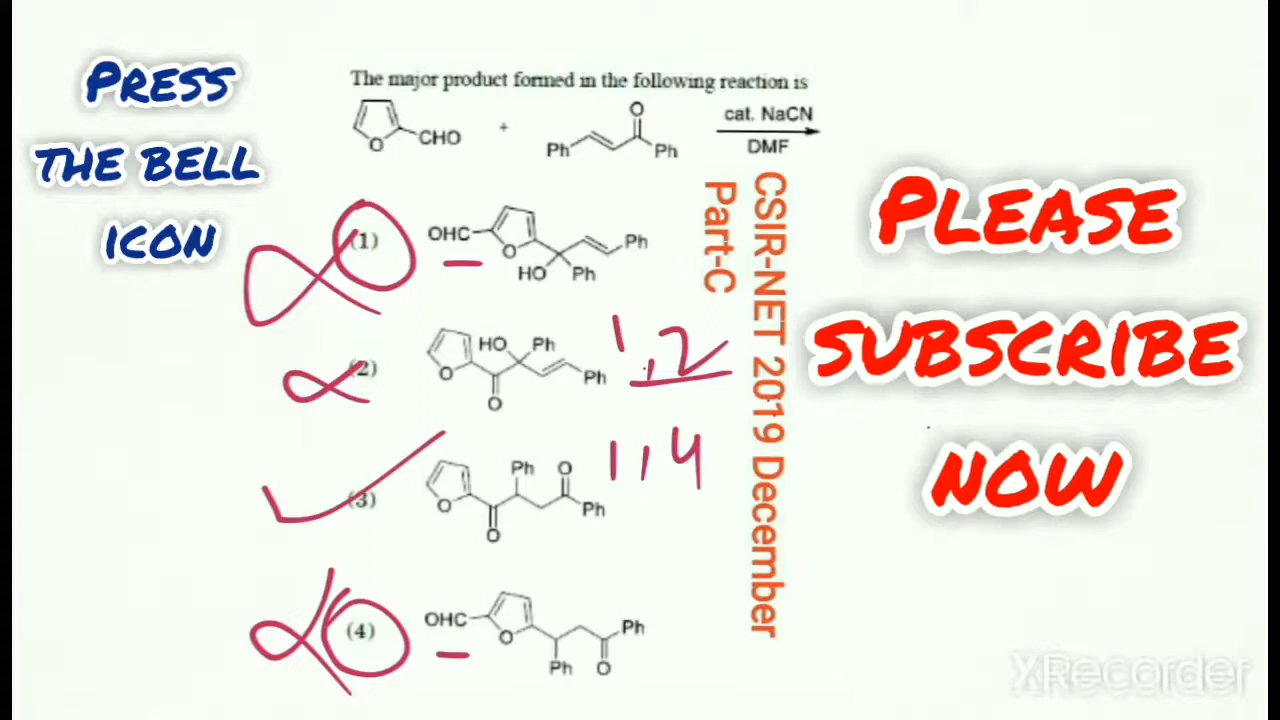 PRESS
THE BELL
ICON
The major product formed in the following reaction is
O
CHO
+
Ph
O
Ph
cat. NaCN
DMF
(1)
OHC
O
HO
Ph
Ph
(2)
O
HO
Ph
O
Ph
1,2
(3)
O
Ph
O
O
Ph
1,4
(4)
OHC
O
Ph
O
Ph
CSIR-NET 2019 December
Part-C
PLEASE
SUBSCRIBE
NOW
XRecorder